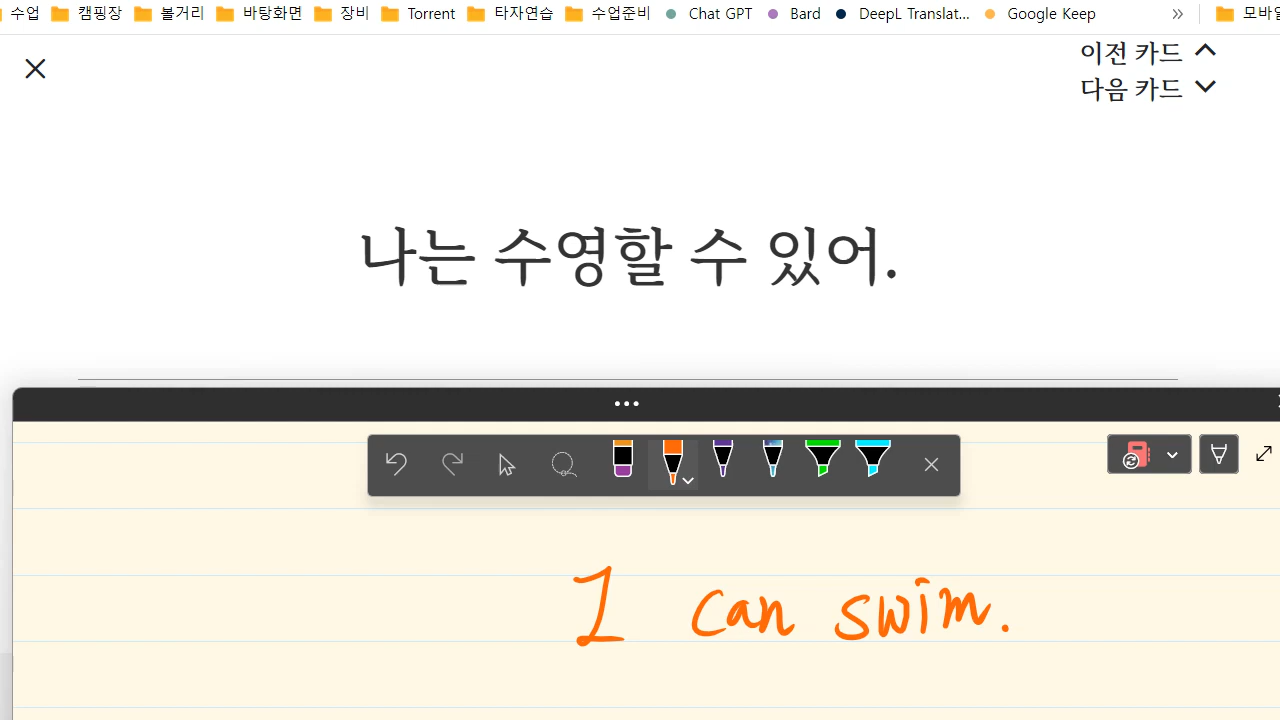 수업 캠핑장 볼거리 바탕화면 장비 Torrent 타자연습 수업준비 Chat GPT Bard DeepL Translat... Google Keep
이전 카드
다음 카드
나는 수영할 수 있어.
I can swim.